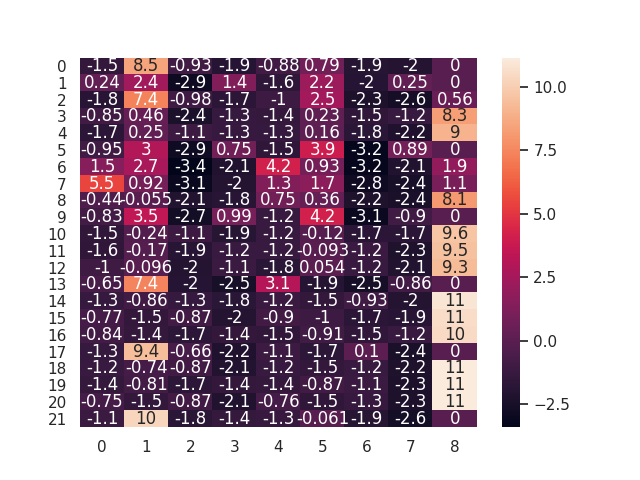 0 -1.5 8.5 -0.93 -1.9 -0.88 0.79 -1.9 -2 0
1 0.24 2.4 -2.9 1.4 -1.6 2.2 -2 0.25 0
2 -1.8 7.4 -0.98 -1.7 -1 2.5 -2.3 -2.6 0.56
3 -0.85 0.46 -2.4 -1.3 -1.4 0.23 -1.5 -1.2 8.3
4 -1.7 0.25 -1.1 -1.3 -1.3 0.16 -1.8 -2.2 9
5 -0.95 3 -2.9 0.75 -1.5 3.9 -3.2 0.89 0
6 1.5 2.7 -3.4 -2.1 4.2 0.93 -3.2 -2.1 1.9
7 5.5 0.92 -3.1 -2 1.3 1.7 -2.8 -2.4 1.1
8 -0.44 -0.055 -2.1 -1.8 0.75 0.36 -2.2 -2.4 8.1
9 -0.83 3.5 -2.7 0.99 -1.2 4.2 -3.1 -0.9 0
10 -1.5 -0.24 -1.1 -1.9 -1.2 -0.12 -1.7 -1.7 9.6
11 -1.6 -0.17 -1.9 -1.2 -1.2 -0.093 -1.2 -2.3 9.5
12 -1 -0.096 -2 -1.1 -1.8 0.054 -1.2 -2.1 9.3
13 -0.65 7.4 -2 -2.5 3.1 -1.9 -2.5 -0.86 0
14 -1.3 -0.86 -1.3 -1.8 -1.2 -1.5 -0.93 -2 11
15 -0.77 -1.5 -0.87 -2 -0.9 -1 -1.7 -1.9 11
16 -0.84 -1.4 -1.7 -1.4 -1.5 -0.91 -1.5 -1.2 10
17 -1.3 9.4 -0.66 -2.2 -1.1 -1.7 0.1 -2.4 0
18 -1.2 -0.74 -0.87 -2.1 -1.2 -1.5 -1.2 -2.2 11
19 -1.4 -0.81 -1.7 -1.4 -1.4 -0.87 -1.1 -2.3 11
20 -0.75 -1.5 -0.87 -2.1 -0.76 -1.5 -1.3 -2.3 11
21 -1.1 10 -1.8 -1.4 -1.3 -0.061 -1.9 -2.6 0
0 1 2 3 4 5 6 7 8
10.0
7.5
5.0
2.5
0.0
−2.5